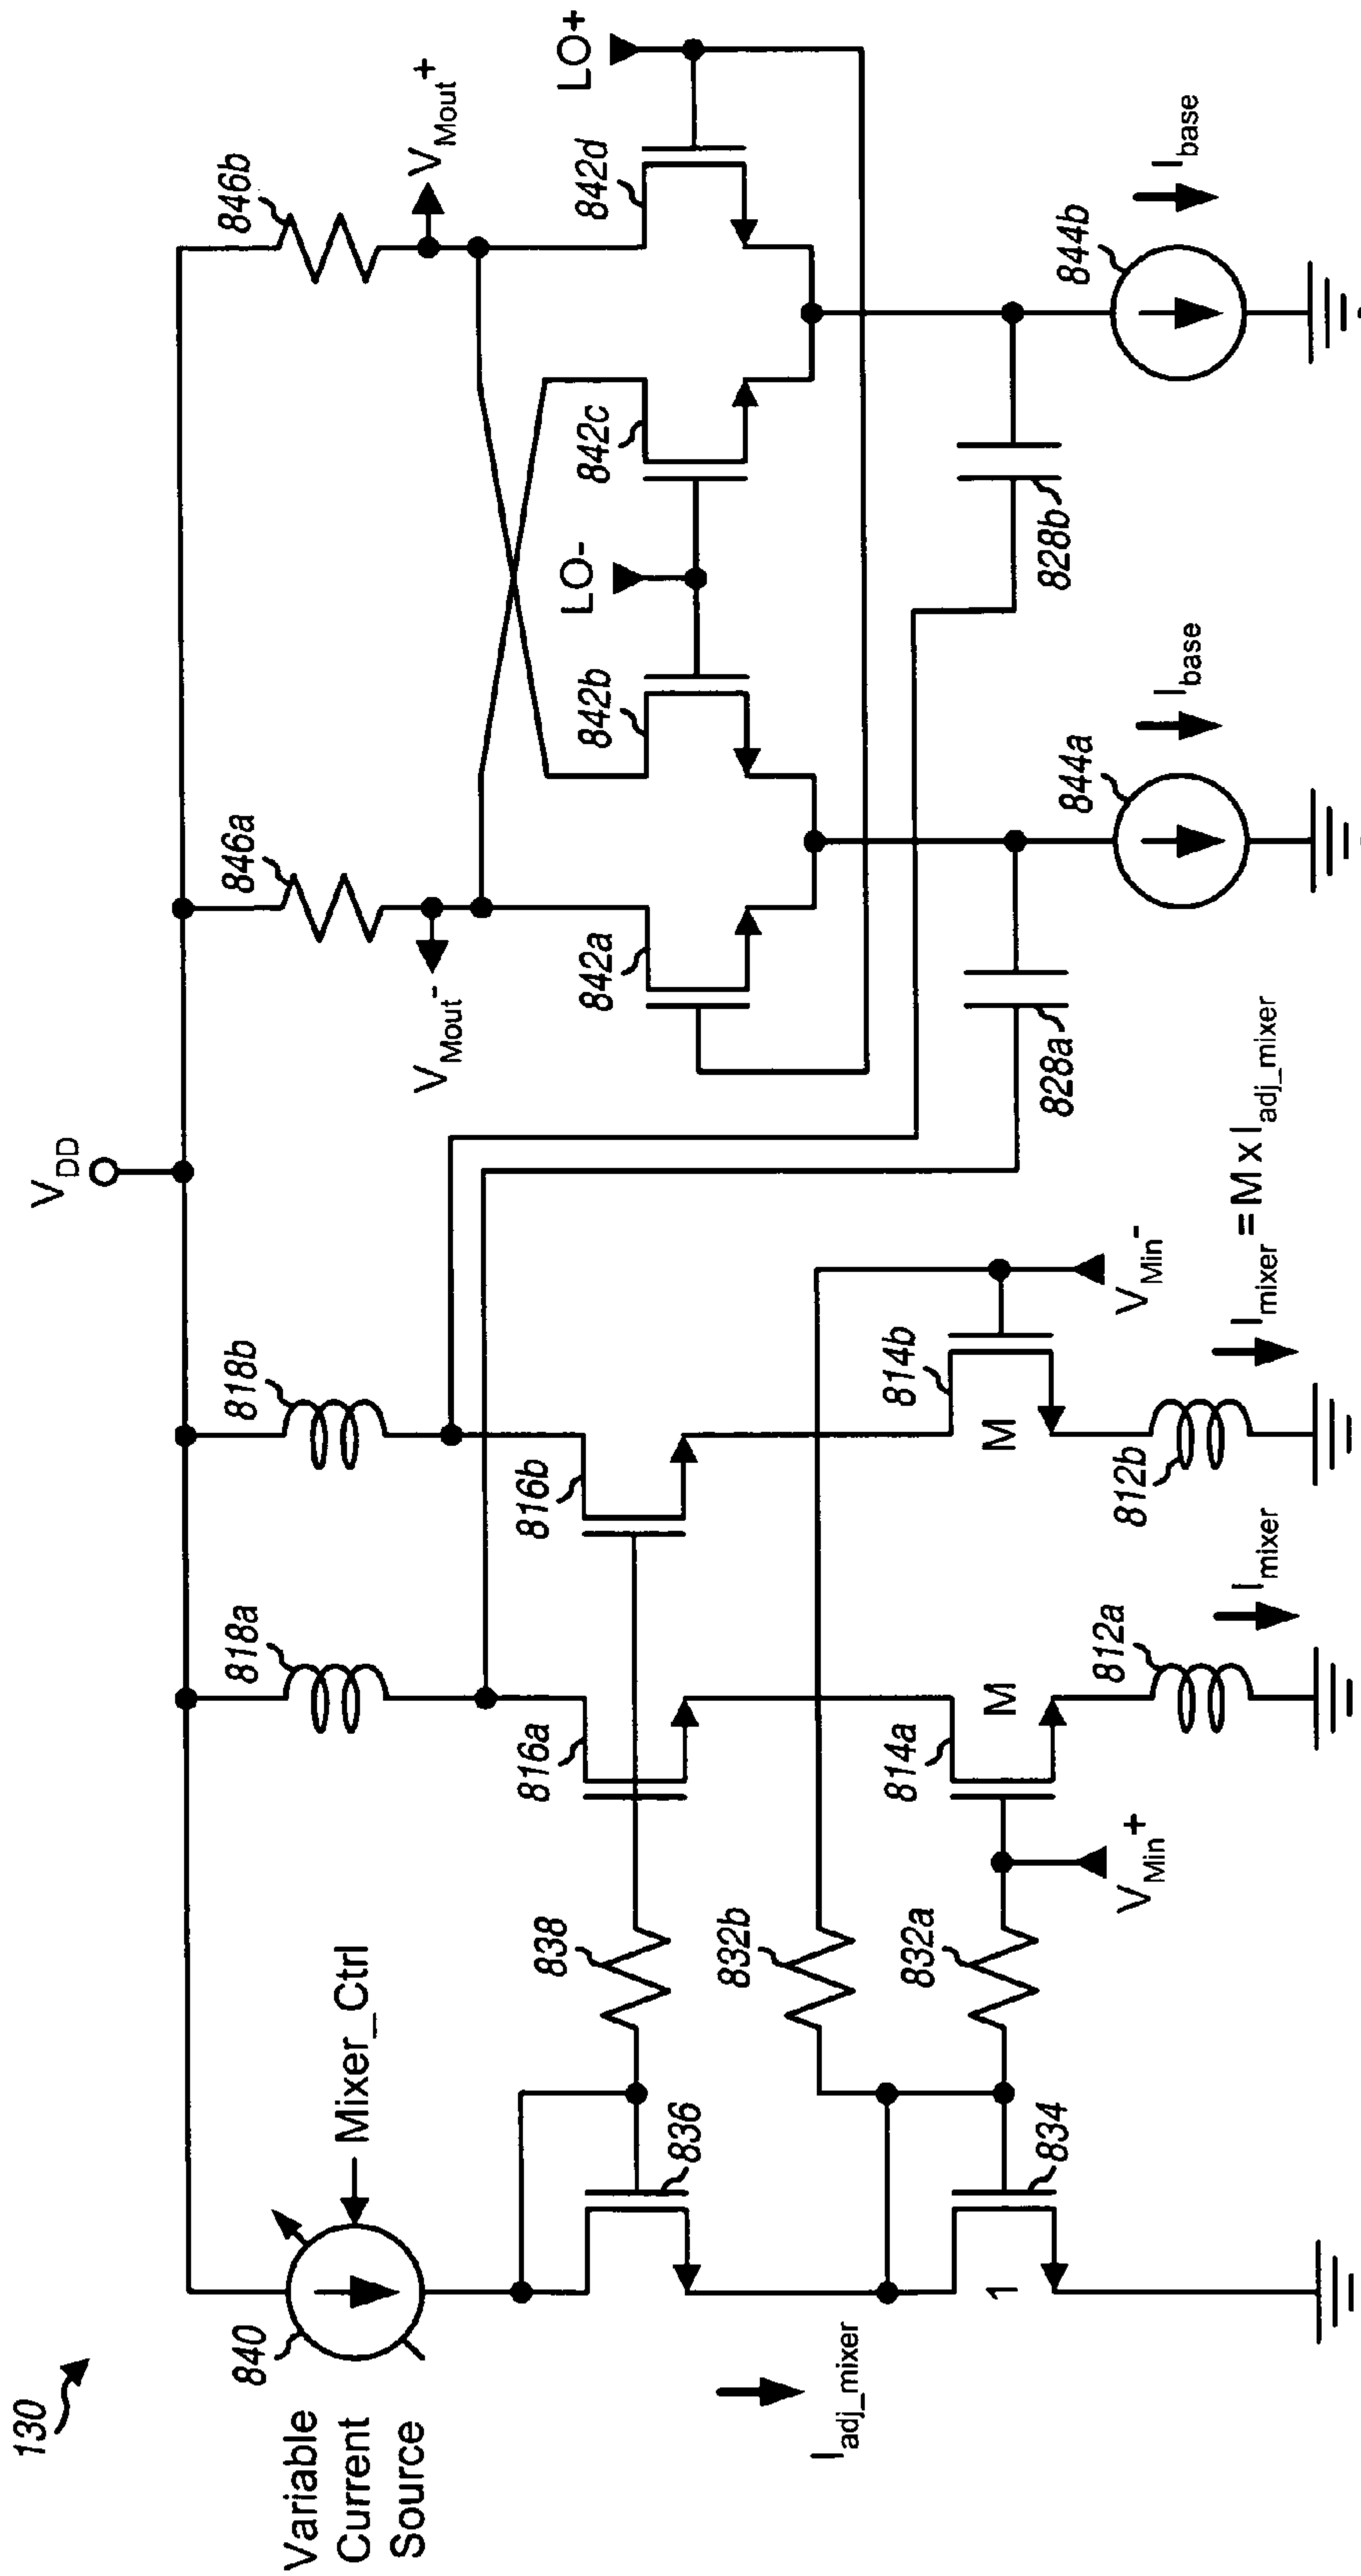 130
V_DD
840
Variable
Current
Source
Mixer_Ctrl
818a
818b
846a
846b
V_Mout-
V_Mout+
838
836
816a
816b
842a
842b
842c
842d
LO-
LO+
I_adj_mixer
832b
832a
834
1
814a
M
814b
M
V_Min+
V_Min-
828a
828b
812a
812b
I_mixer
I_mixer = M x I_adj_mixer
844a
I_base
844b
I_base